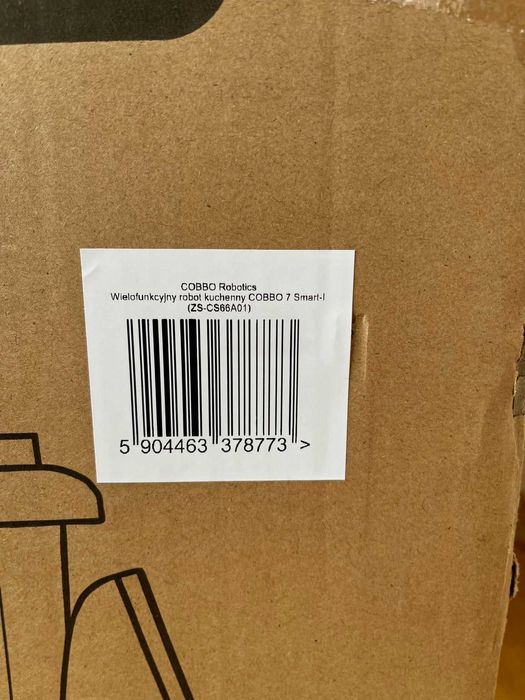 COBBO Robotics
Wielofunkcyjny robot kuchenny COBBO 7 Smart-I
(ZS-CS66A01)
5 904463 378773 >